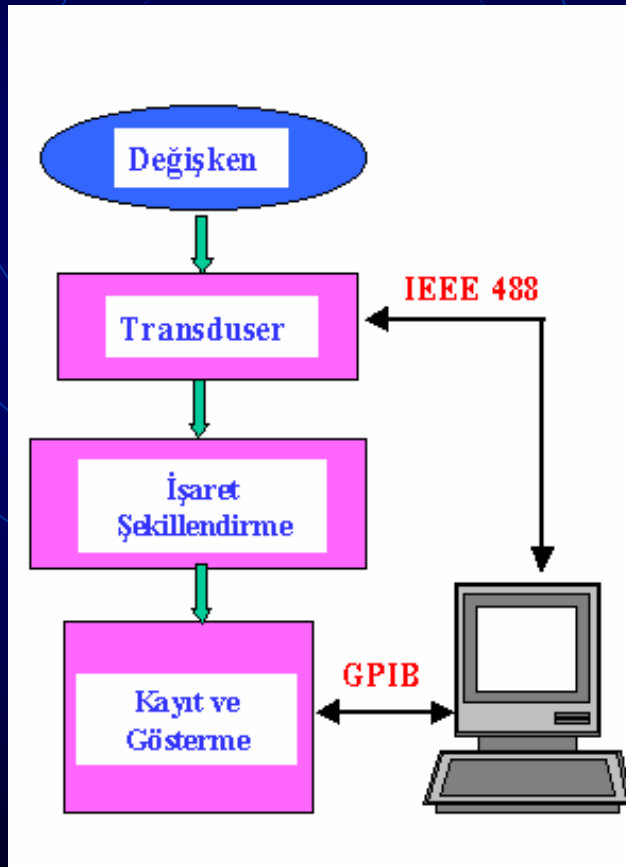 Değişken
IEEE 488
Transduser
İşaret
Şekillendirme
GPIB
Kayıt ve
Gösterme